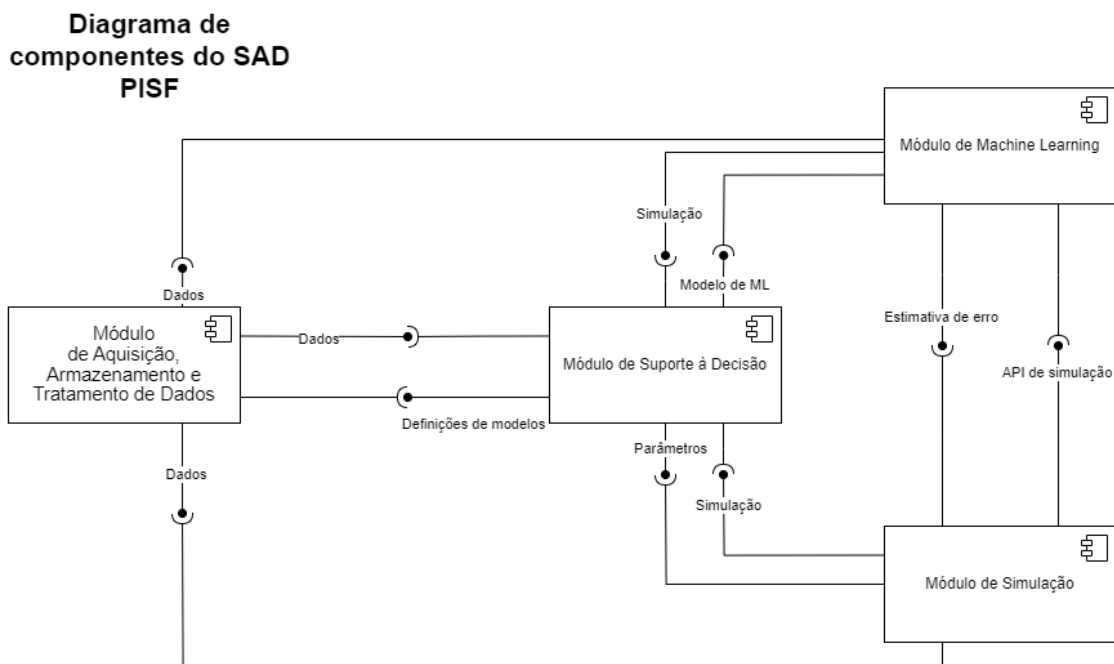 Diagrama de
componentes do SAD
PISF
Módulo de Machine Learning
Simulação
Modelo de ML
Dados
Estimativa de erro
API de simulação
Módulo
de Aquisição,
Armazenamento e
Tratamento de Dados
Dados
Módulo de Suporte à Decisão
Definições de modelos
Parâmetros
Dados
Simulação
Módulo de Simulação